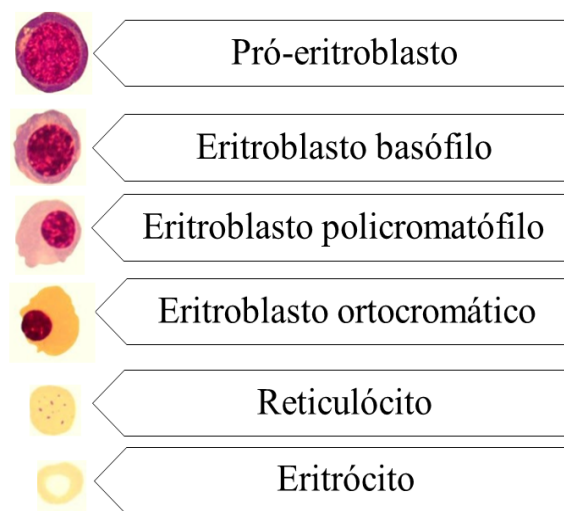 Pró-eritroblasto
Eritroblasto basófilo
Eritroblasto policromatófilo
Eritroblasto ortocromático
Reticulócito
Eritrócito